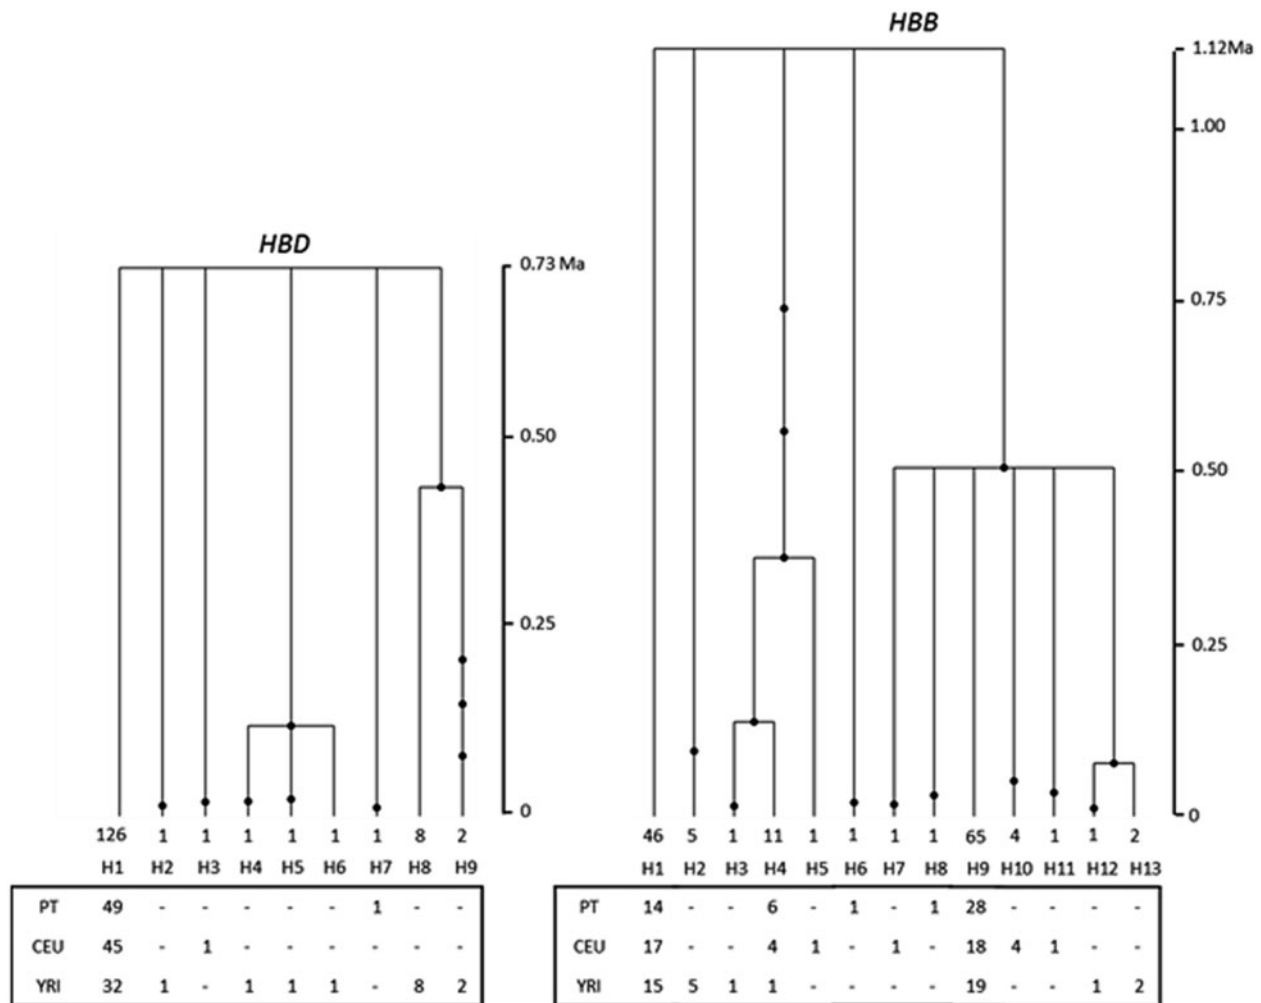 HBB
1.12Ma
1.00
HBD
0.73 Ma
0.75
0.50
0.50
0.25
0.25
0
0
126 1 1 1 1 1 1 8 2
H1 H2 H3 H4 H5 H6 H7 H8 H9
46 5 1 11 1 1 1 1 65 4 1 1 2
H1 H2 H3 H4 H5 H6 H7 H8 H9 H10 H11 H12 H13
PT 49 - - - - - 1 - -
CEU 45 - 1 - - - - - -
YRI 32 1 - 1 1 1 - 8 2
PT 14 - - 6 - 1 - 1 28 - - - -
CEU 17 - - 4 1 - 1 - 18 4 1 - -
YRI 15 5 1 1 - - - - 19 - - 1 2